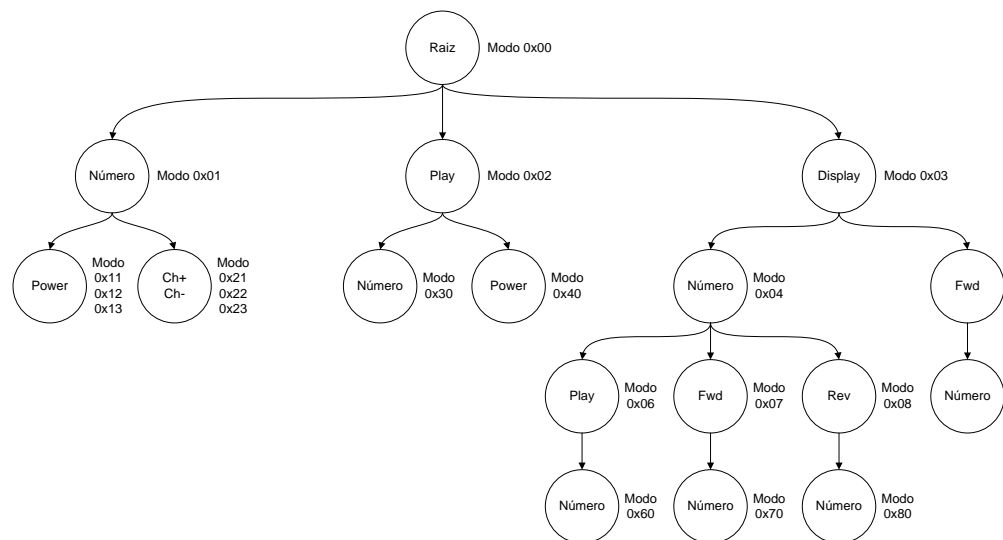 Raiz
Modo 0x00
Número
Modo 0x01
Play
Modo 0x02
Display
Modo 0x03
Power
Modo
0x11
0x12
0x13
Ch+
Ch-
Modo
0x21
0x22
0x23
Número
Modo
0x30
Power
Modo
0x40
Número
Modo
0x04
Fwd
Play
Modo
0x06
Fwd
Modo
0x07
Rev
Modo
0x08
Número
Número
Modo
0x60
Número
Modo
0x70
Número
Modo
0x80